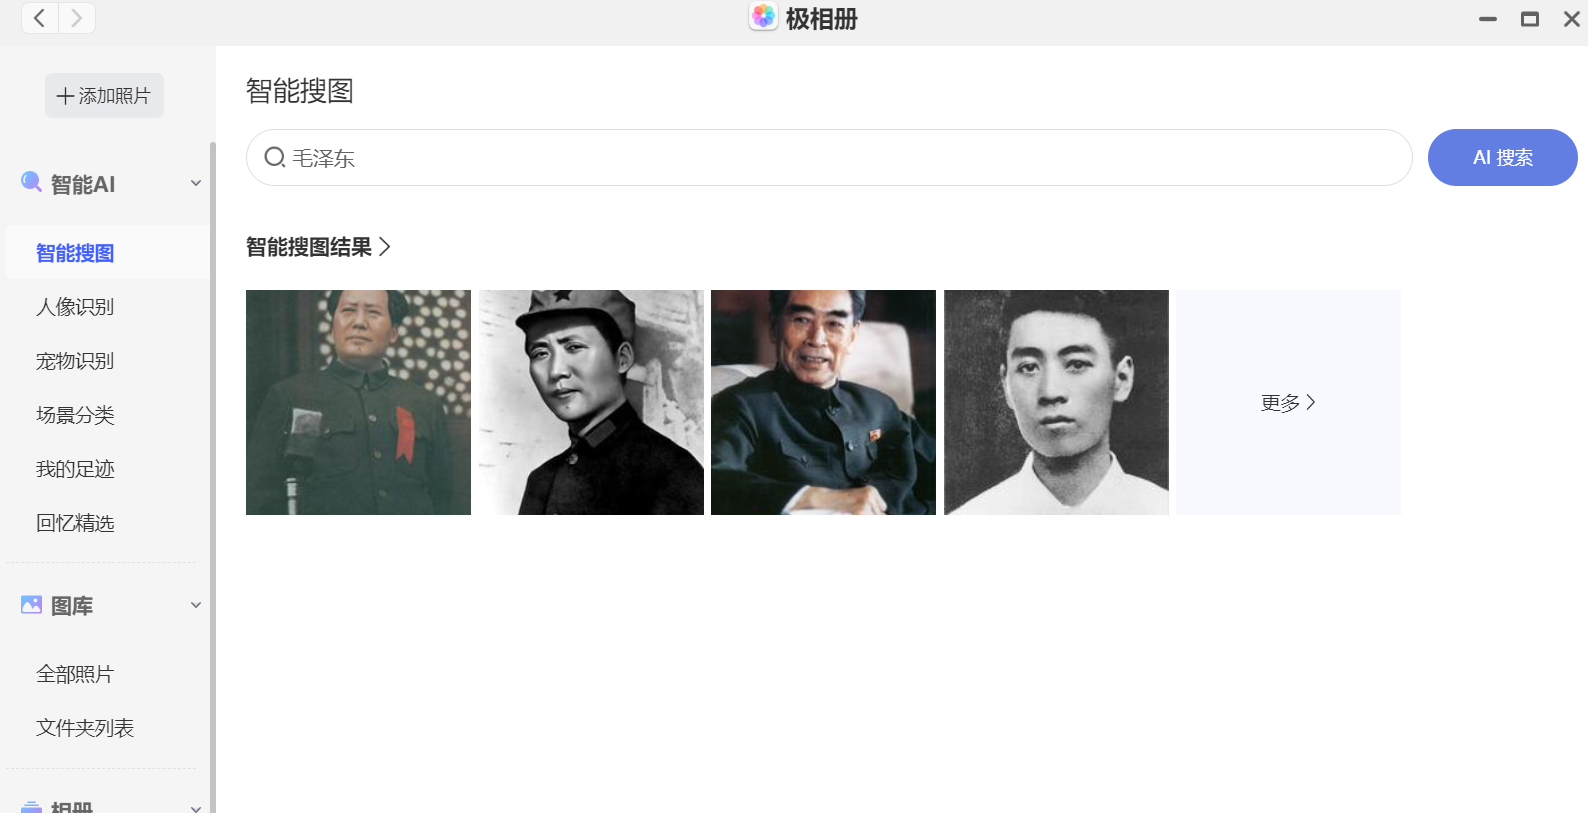 极相册
添加照片
智能AI
智能搜图
人像识别
宠物识别
场景分类
我的足迹
回忆精选
图库
全部照片
文件夹列表
相册
智能搜图
毛泽东
AI 搜索
智能搜图结果
更多